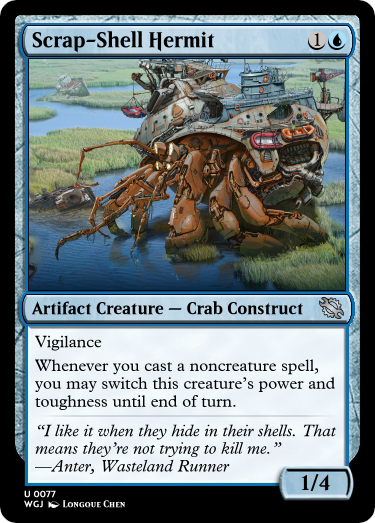 Scrap-Shell Hermit 1
Artifact Creature — Crab Construct
Vigilance
Whenever you cast a noncreature spell,
you may switch this creature's power and
toughness until end of turn.
“I like it when they hide in their shells. That
means they're not trying to kill me.”
—Anter, Wasteland Runner
1/4
U 0077
WGJ Longoue Chen